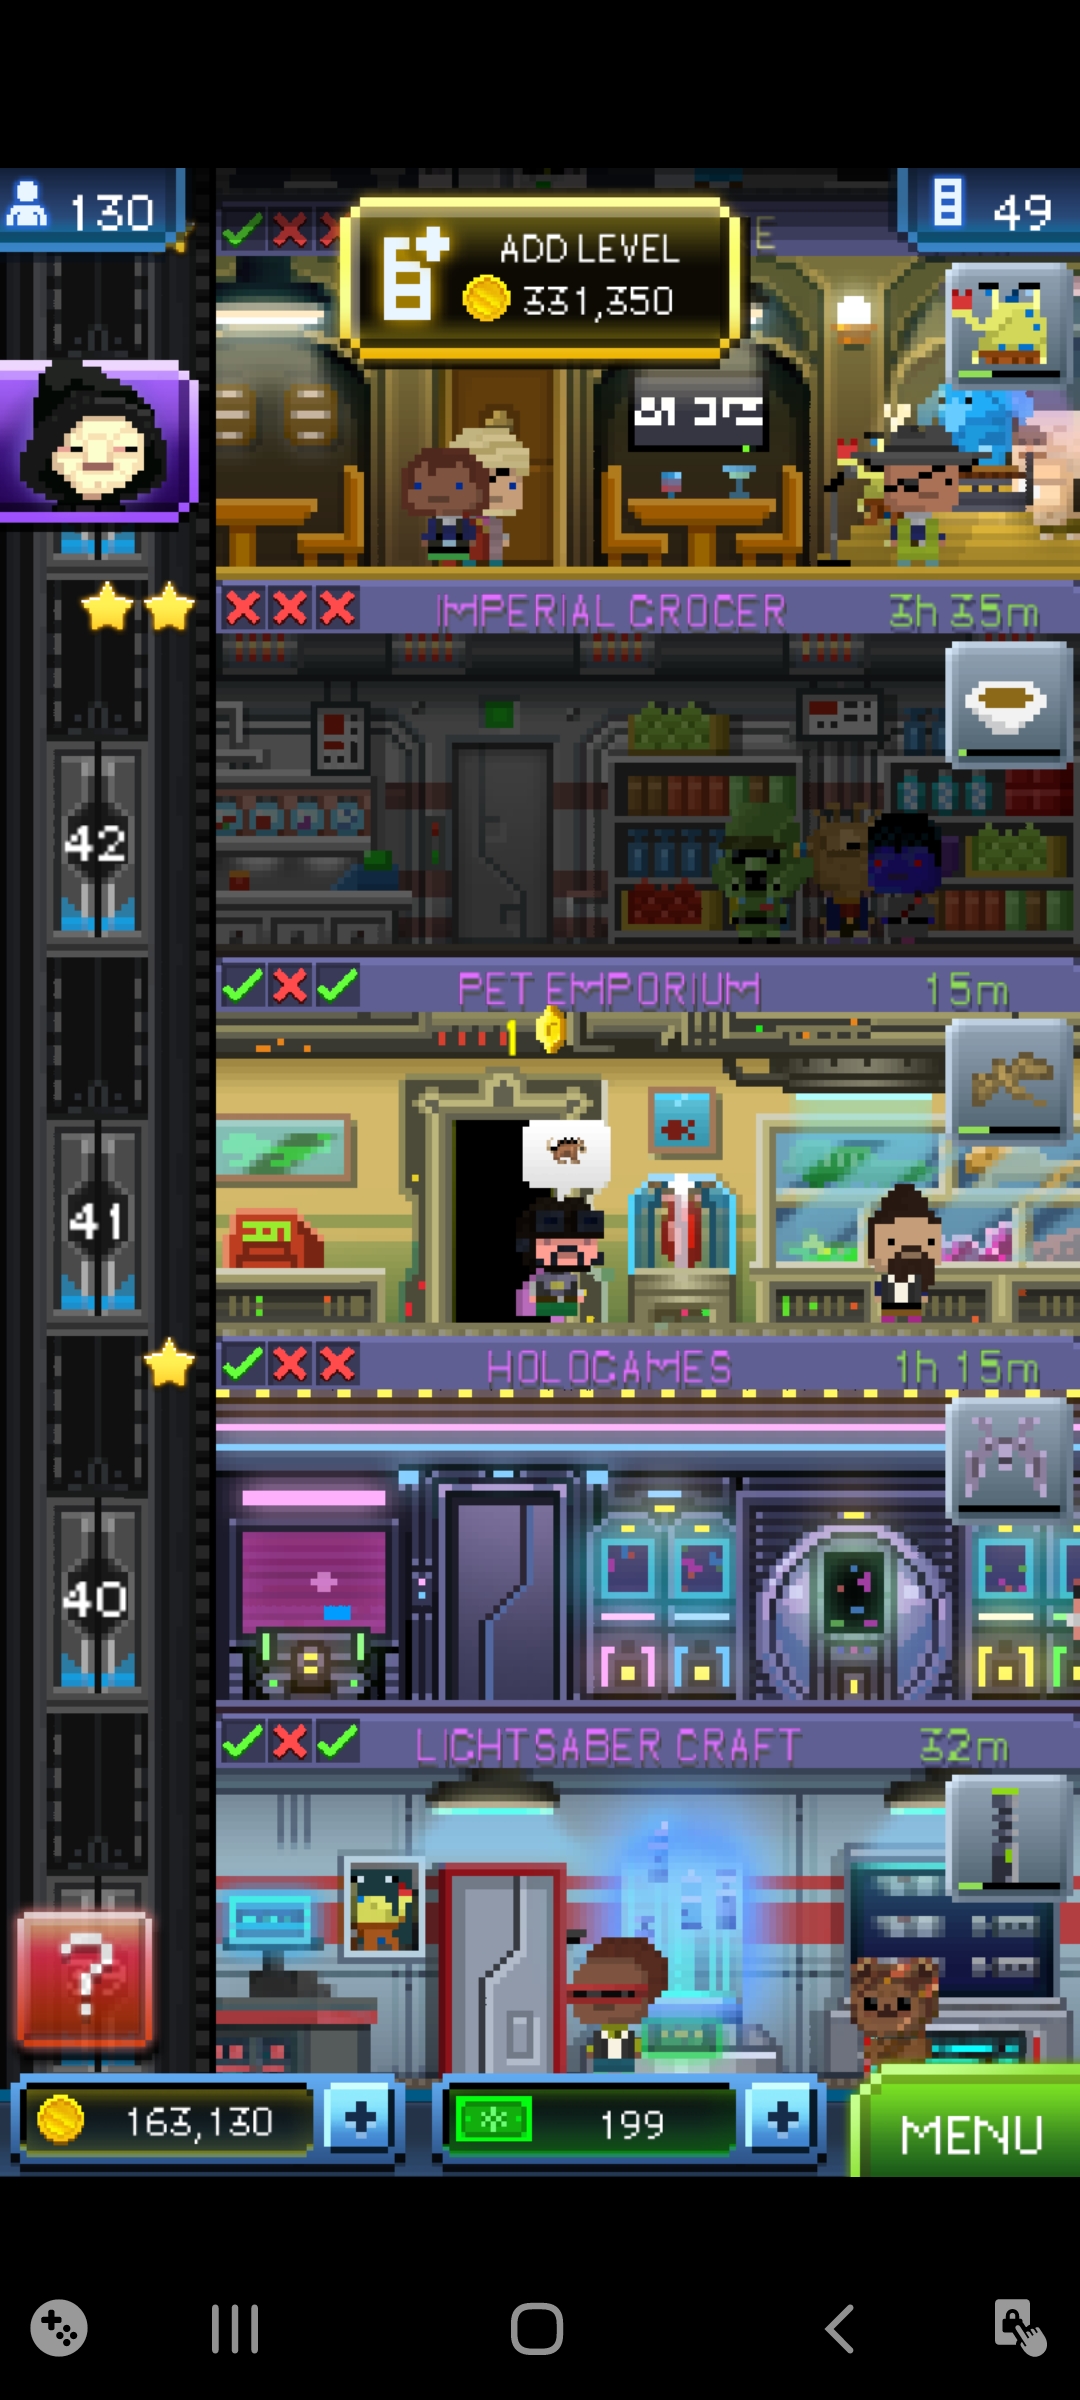 130
49
E
ADD LEVEL
331,350
IMPERIAL GROCER 3h 35m
42
PET EMPORIUM 15m
1
41
HOLOGAMES 1h 15m
40
LIGHTSABER CRAFT 32m
?
163,130 +
199 +
MENU